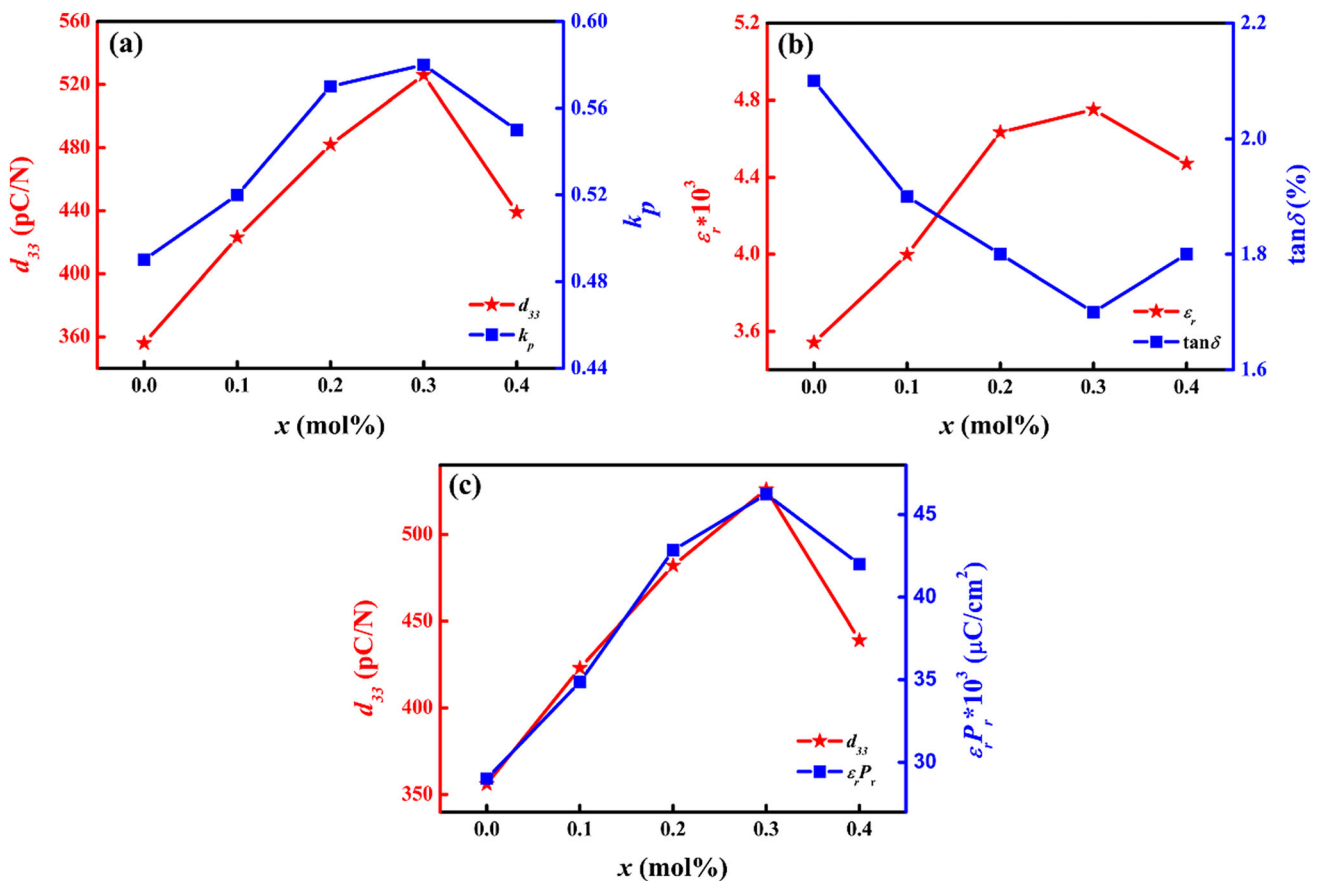 (a)
560
520
480
440
400
360
d33 (pC/N)
0.60
0.56
0.52
0.48
0.44
kp
d33
kp
0.0 0.1 0.2 0.3 0.4
x (mol%)
(b)
5.2
4.8
4.4
4.0
3.6
εr*10³
2.2
2.0
1.8
1.6
tanδ(%)
εr
tanδ
0.0 0.1 0.2 0.3 0.4
x (mol%)
(c)
500
450
400
350
d33 (pC/N)
45
42
35
30
εrPr*10³ (μC/cm²)
d33
εrPr
0.0 0.1 0.2 0.3 0.4
x (mol%)